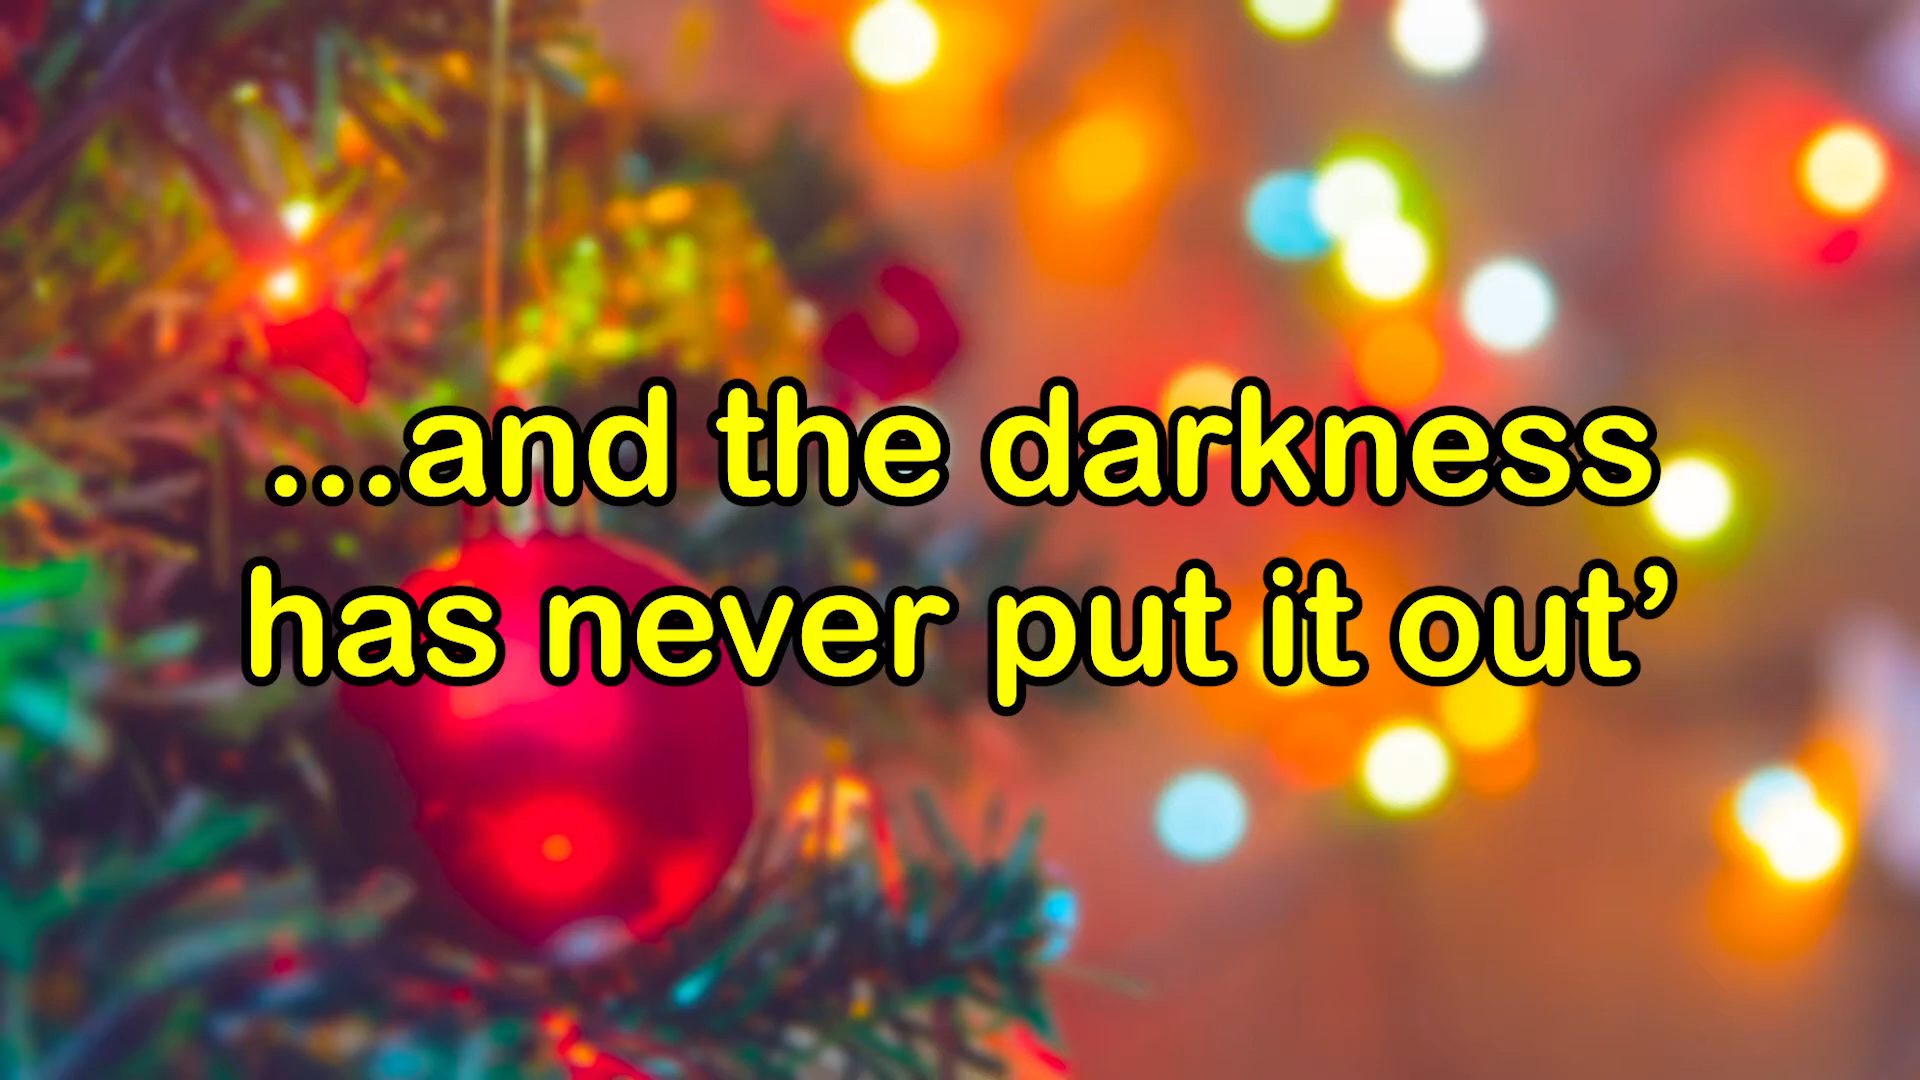 ...and the darkness
has never put it out’